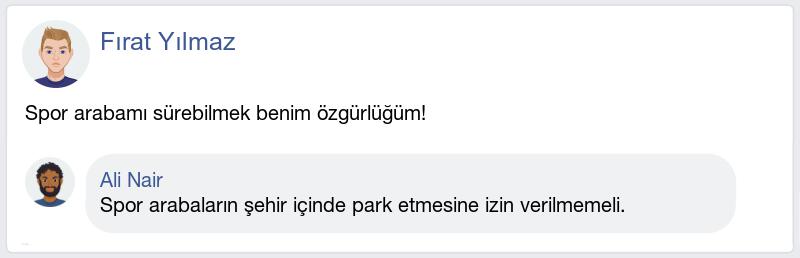 Fırat Yılmaz
Spor arabamı sürebilmek benim özgürlüğüm!
Ali Nair
Spor arabaların şehir içinde park etmesine izin verilmemeli.